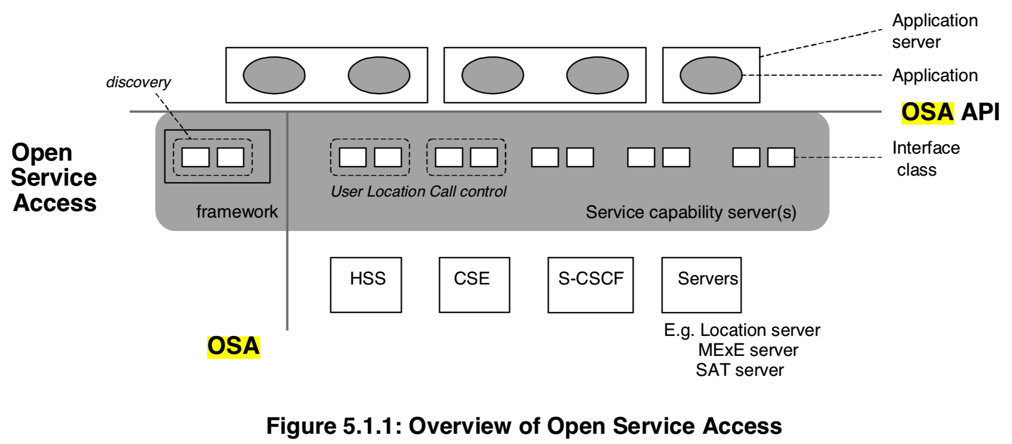 Application
server
discovery
Application
OSA API
Open
Service
Access
Interface
class
User Location Call control
framework
Service capability server(s)
HSS
CSE
S-CSCF
Servers
E.g. Location server
MExE server
SAT server
OSA
Figure 5.1.1: Overview of Open Service Access